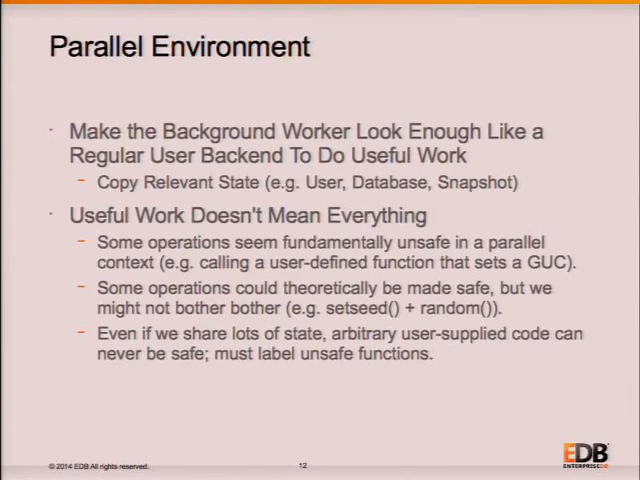 Parallel Environment
· Make the Background Worker Look Enough Like a
Regular User Backend To Do Useful Work
– Copy Relevant State (e.g. User, Database, Snapshot)
· Useful Work Doesn't Mean Everything
– Some operations seem fundamentally unsafe in a parallel
context (e.g. calling a user-defined function that sets a GUC).
– Some operations could theoretically be made safe, but we
might not bother bother (e.g. setseed() + random()).
– Even if we share lots of state, arbitrary user-supplied code can
never be safe; must label unsafe functions.
© 2014 EDB All rights reserved.
12
EDB
ENTERPRISEDB